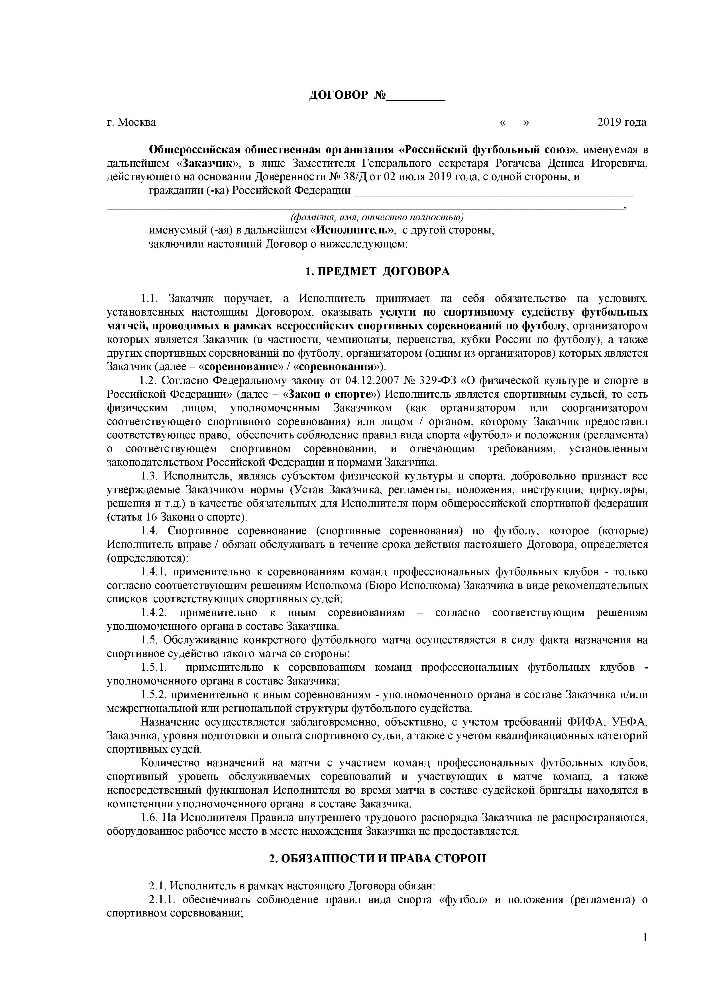 ДОГОВОР №__________
г. Москва « »___________ 2019 года
Общероссийская общественная организация «Российский футбольный союз», именуемая в
дальнейшем «Заказчик», в лице Заместителя Генерального секретаря Рогачева Дениса Игоревича,
действующего на основании Доверенности № 38/Д от 02 июля 2019 года, с одной стороны, и
гражданин (-ка) Российской Федерации _______________________________________________
_______________________________________________________________________________________,
(фамилия, имя, отчество полностью)
именуемый (-ая) в дальнейшем «Исполнитель», с другой стороны,
заключили настоящий Договор о нижеследующем:
1. ПРЕДМЕТ ДОГОВОРА
1.1. Заказчик поручает, а Исполнитель принимает на себя обязательство на условиях,
установленных настоящим Договором, оказывать услуги по спортивному судейству футбольных
матчей, проводимых в рамках всероссийских спортивных соревнований по футболу, организатором
которых является Заказчик (в частности, чемпионаты, первенства, кубки России по футболу), а также
других спортивных соревнований по футболу, организатором (одним из организаторов) которых является
Заказчик (далее – «соревнование» / «соревнования»).
1.2. Согласно Федеральному закону от 04.12.2007 № 329-ФЗ «О физической культуре и спорте в
Российской Федерации» (далее – «Закон о спорте») Исполнитель является спортивным судьей, то есть
физическим лицом, уполномоченным Заказчиком (как организатором или соорганизатором
соответствующего спортивного соревнования) или лицом / органом, которому Заказчик предоставил
соответствующее право, обеспечить соблюдение правил вида спорта «футбол» и положения (регламента)
о соответствующем спортивном соревновании, и отвечающим требованиям, установленным
законодательством Российской Федерации и нормами Заказчика.
1.3. Исполнитель, являясь субъектом физической культуры и спорта, добровольно признает все
утверждаемые Заказчиком нормы (Устав Заказчика, регламенты, положения, инструкции, циркуляры,
решения и т.д.) в качестве обязательных для Исполнителя норм общероссийской спортивной федерации
(статья 16 Закона о спорте).
1.4. Спортивное соревнование (спортивные соревнования) по футболу, которое (которые)
Исполнитель вправе / обязан обслуживать в течение срока действия настоящего Договора, определяется
(определяются):
1.4.1. применительно к соревнованиям команд профессиональных футбольных клубов - только
согласно соответствующим решениям Исполкома (Бюро Исполкома) Заказчика в виде рекомендательных
списков соответствующих спортивных судей;
1.4.2. применительно к иным соревнованиям – согласно соответствующим решениям
уполномоченного органа в составе Заказчика.
1.5. Обслуживание конкретного футбольного матча осуществляется в силу факта назначения на
спортивное судейство такого матча со стороны:
1.5.1. применительно к соревнованиям команд профессиональных футбольных клубов -
уполномоченного органа в составе Заказчика;
1.5.2. применительно к иным соревнованиям - уполномоченного органа в составе Заказчика и/или
межрегиональной или региональной структуры футбольного судейства.
Назначение осуществляется заблаговременно, объективно, с учетом требований ФИФА, УЕФА,
Заказчика, уровня подготовки и опыта спортивного судьи, а также с учетом квалификационных категорий
спортивных судей.
Количество назначений на матчи с участием команд профессиональных футбольных клубов,
спортивный уровень обслуживаемых соревнований и участвующих в матче команд, а также
непосредственный функционал Исполнителя во время матча в составе судейской бригады находятся в
компетенции уполномоченного органа в составе Заказчика.
1.6. На Исполнителя Правила внутреннего трудового распорядка Заказчика не распространяются,
оборудованное рабочее место в месте нахождения Заказчика не предоставляется.
2. ОБЯЗАННОСТИ И ПРАВА СТОРОН
2.1. Исполнитель в рамках настоящего Договора обязан:
2.1.1. обеспечивать соблюдение правил вида спорта «футбол» и положения (регламента) о
спортивном соревновании;
1